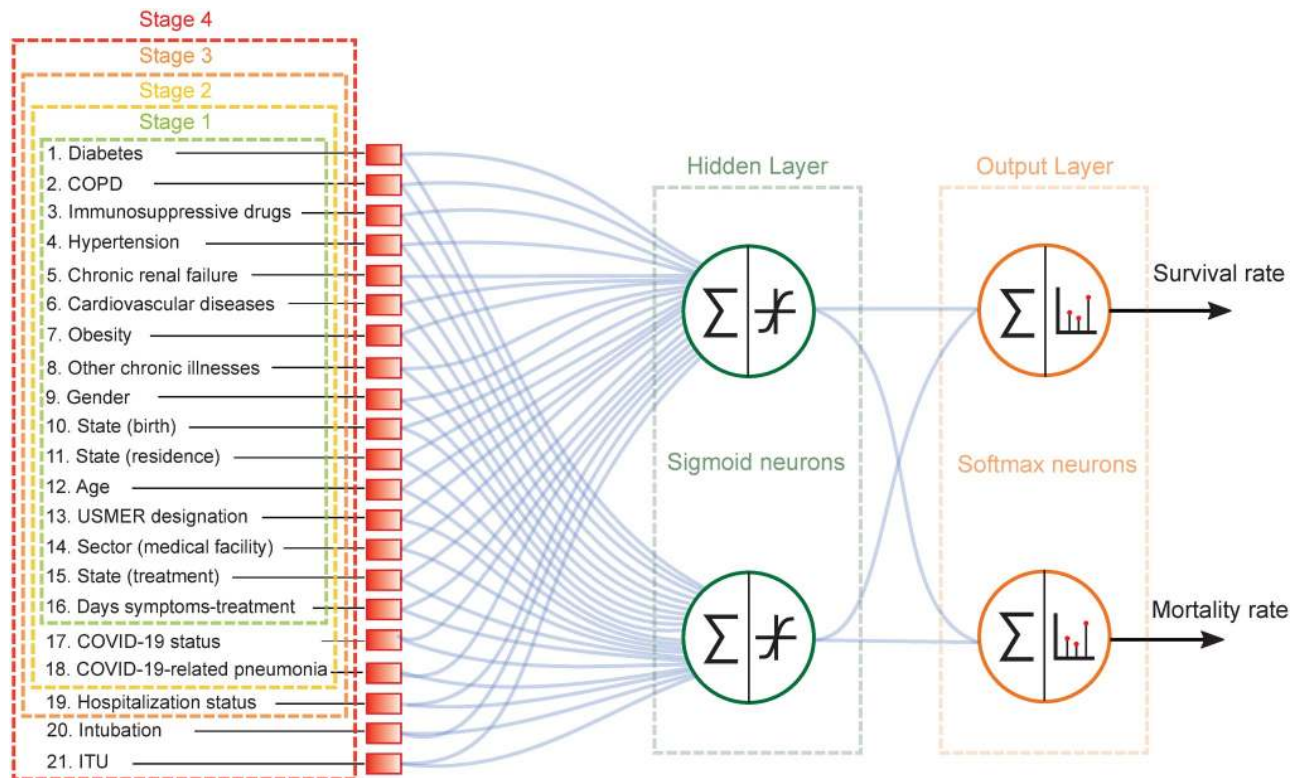 Stage 4
Stage 3
Stage 2
Stage 1
1. Diabetes
2. COPD
3. Immunosuppressive drugs
4. Hypertension
5. Chronic renal failure
6. Cardiovascular diseases
7. Obesity
8. Other chronic illnesses
9. Gender
10. State (birth)
11. State (residence)
12. Age
13. USMER designation
14. Sector (medical facility)
15. State (treatment)
16. Days symptoms-treatment
17. COVID-19 status
18. COVID-19-related pneumonia
19. Hospitalization status
20. Intubation
21. ITU
Hidden Layer
∑
Sigmoid neurons
∑
Output Layer
∑
Softmax neurons
∑
Survival rate
Mortality rate